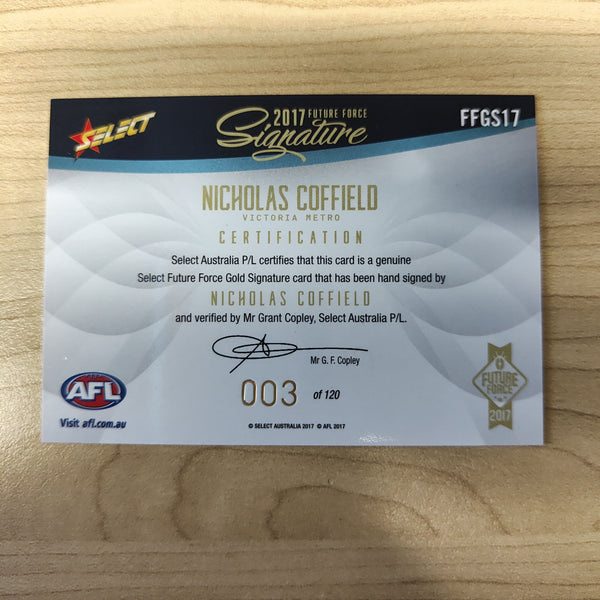 SELECT
2017 FUTURE FORCE
Signature
FFGS17
NICHOLAS COFFIELD
VICTORIA METRO
CERTIFICATION
Select Australia P/L certifies that this card is a genuine
Select Future Force Gold Signature card that has been hand signed by
NICHOLAS COFFIELD
and verified by Mr Grant Copley, Select Australia P/L.
Mr G. F. Copley
003 of 120
AFL
Visit afl.com.au
FUTURE
FORCE
2017
© SELECT AUSTRALIA 2017 © AFL 2017